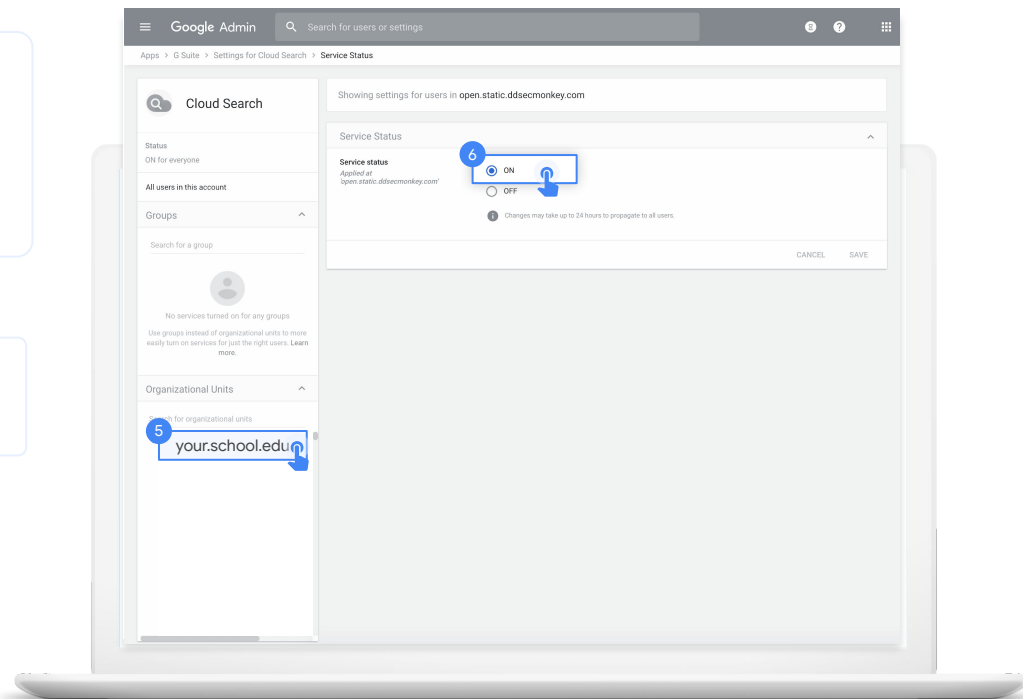 Google Admin
Search for users or settings
S
?
Apps > G Suite > Settings for Cloud Search > Service Status
Cloud Search
Status
ON for everyone
All users in this account
Groups
Search for a group
No services turned on for any groups
Use groups instead of organizational units to more
easily turn on services for just the right users. Learn
more.
Organizational Units
Search for organizational units
5
your.school.edu
Showing settings for users in open.static.ddsecmonkey.com
Service Status
Service status
Applied at
'open.static.ddsecmonkey.com'
6
ON
OFF
Changes may take up to 24 hours to propagate to all users.
CANCEL SAVE